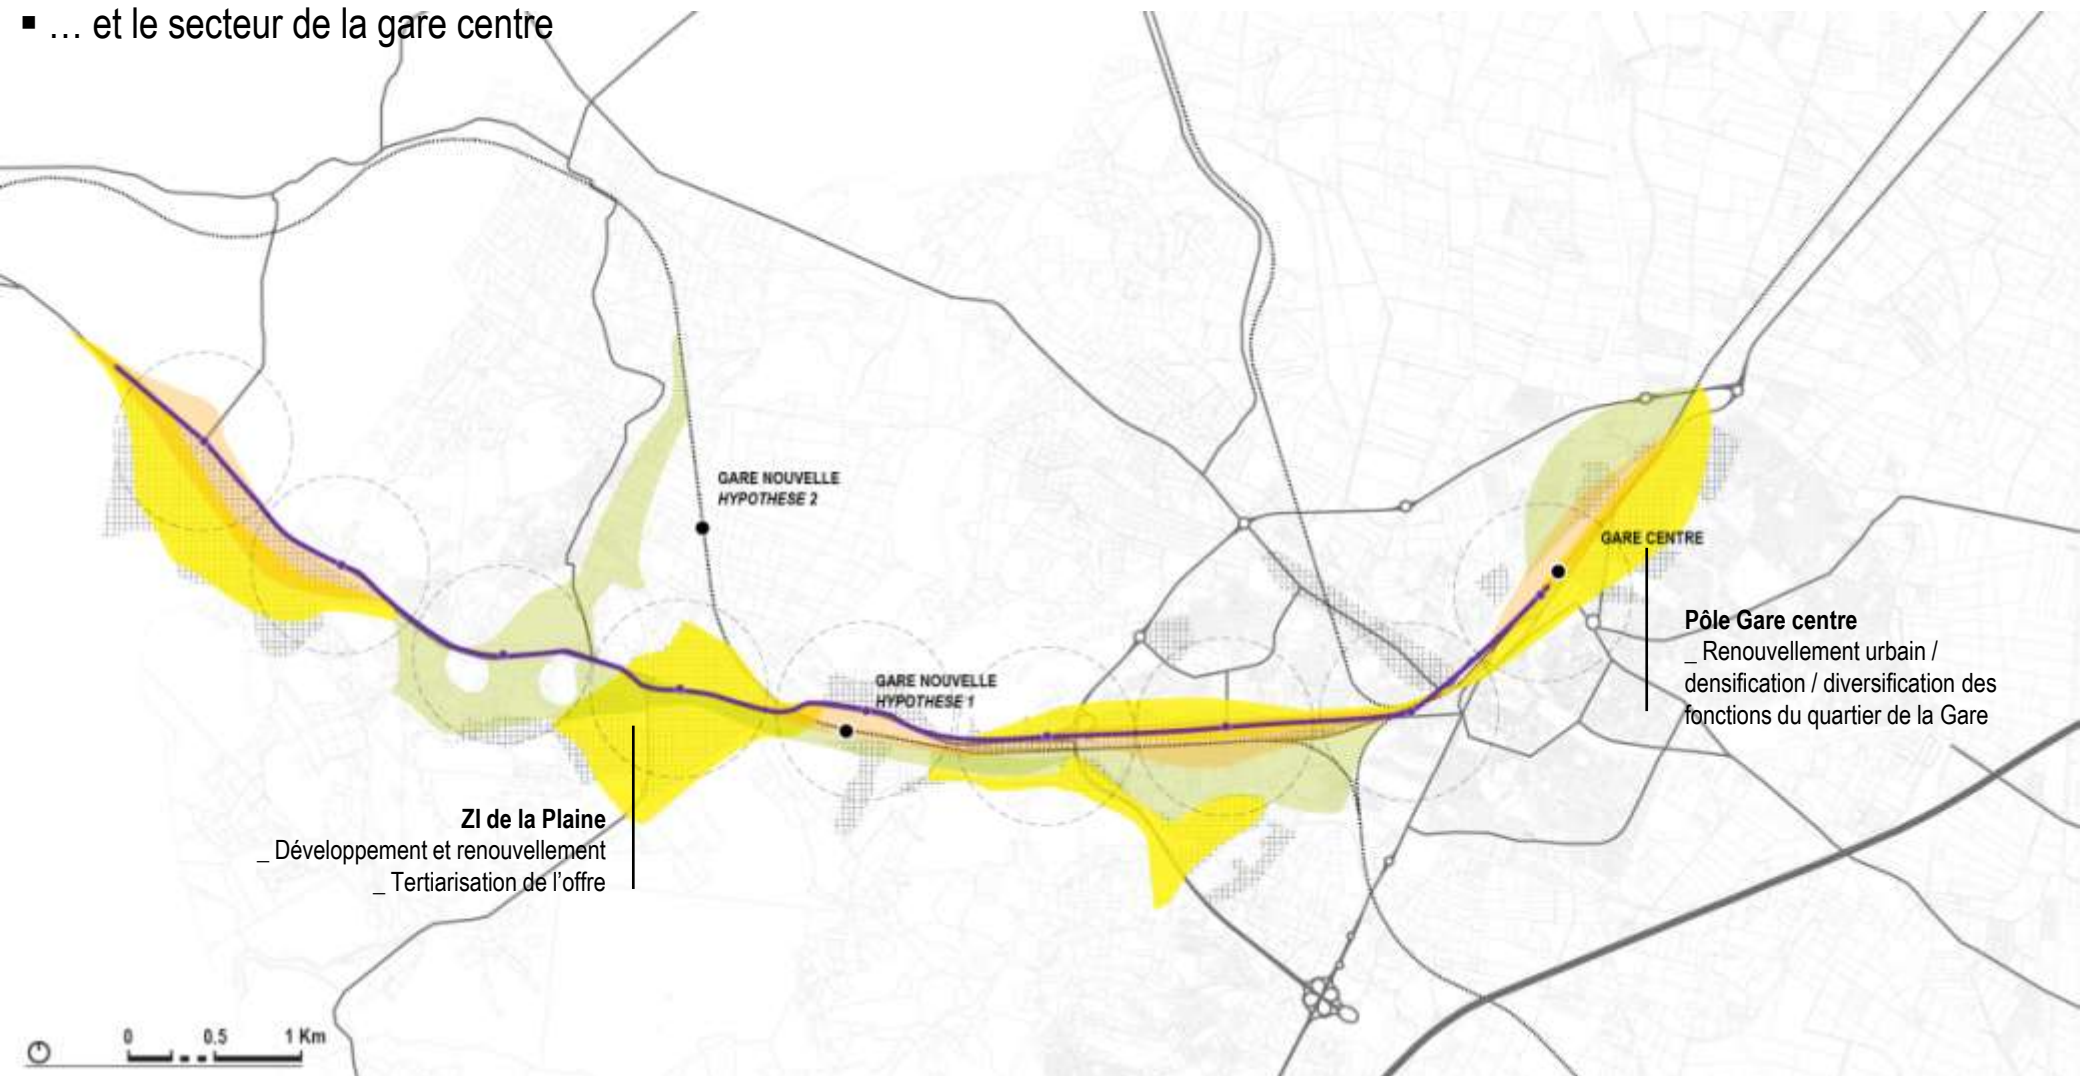 ▪ … et le secteur de la gare centre
GARE NOUVELLE
HYPOTHESE 2
GARE CENTRE
Pôle Gare centre
_ Renouvellement urbain /
densification / diversification des
fonctions du quartier de la Gare
GARE NOUVELLE
HYPOTHESE 1
ZI de la Plaine
_ Développement et renouvellement
_ Tertiarisation de l’offre
0 0.5 1 Km